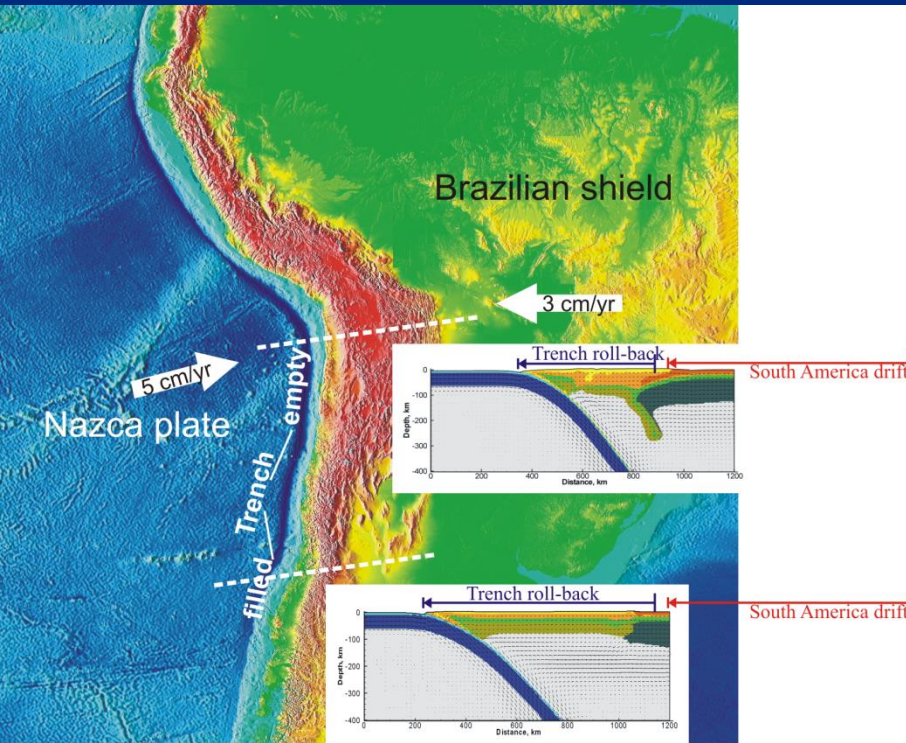 Brazilian shield
3 cm/yr
5 cm/yr
Nazca plate
Trench
empty
filled
Trench roll-back
South America drift
0
-100
-200
-300
-400
Depth, km
0 200 400 600 800 1000 1200
Distance, km
Trench roll-back
South America drift
0
-100
-200
-300
-400
Depth, km
0 200 400 600 800 1000 1200
Distance, km